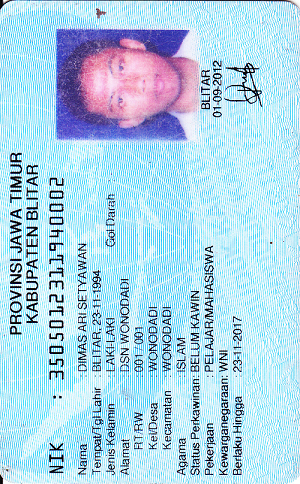 PROVINSI JAWA TIMUR
KABUPATEN BLITAR
NIK : 3505012311940002
Nama : DIMAS ABI SETYAWAN
Tempat/Tgl Lahir : BLITAR, 23-11-1994
Jenis Kelamin : LAKI-LAKI Gol Darah
Alamat : DSN WONODADI
RT/RW : 001/001
Kel/Desa : WONODADI
Kecamatan : WONODADI
Agama : ISLAM
Status Perkawinan: BELUM KAWIN
Pekerjaan : PELAJAR/MAHASISWA
Kewarganegaraan: WNI
Berlaku Hingga : 23-11-2017
BLITAR
01-09-2012